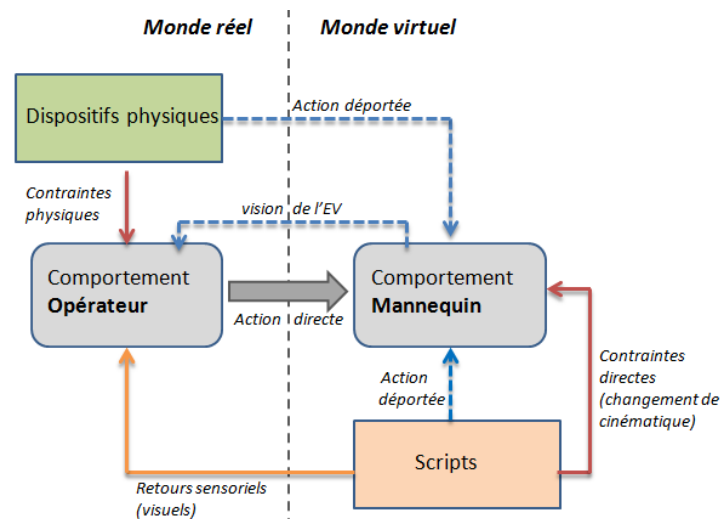 Monde réel
Monde virtuel
Dispositifs physiques
Action déportée
Contraintes
physiques
vision de l'EV
Comportement
Opérateur
Action directe
Comportement
Mannequin
Action
déportée
Contraintes
directes
(changement de
cinématique)
Scripts
Retours sensoriels
(visuels)